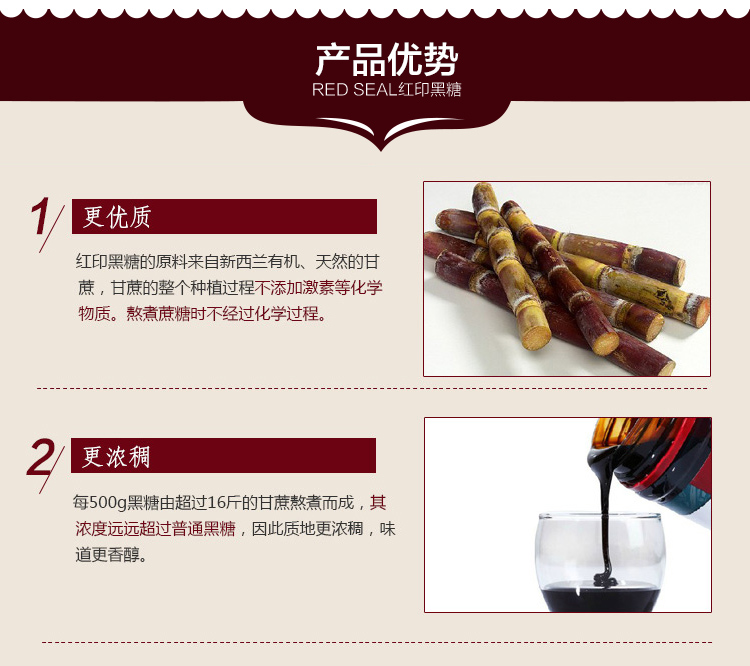 产品优势
RED SEAL红印黑糖
1 更优质
红印黑糖的原料来自新西兰有机、天然的甘
蔗，甘蔗的整个种植过程不添加激素等化学
物质。熬煮蔗糖时不经过化学过程。
2 更浓稠
每500g黑糖由超过16斤的甘蔗熬煮而成，其
浓度远远超过普通黑糖，因此质地更浓稠，味
道更香醇。